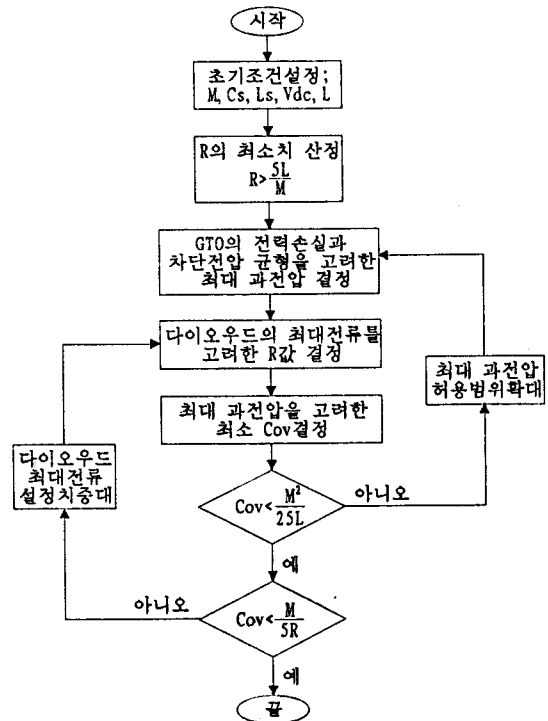 시작
초기조건설정;
M, Cs, Ls, Vdc, L
R의 최소치 산정
R>5L/M
GTO의 전력손실과
차단전압 균형을 고려한
최대 과전압 결정
다이오우드의 최대전류를
고려한 R값 결정
최대 과전압
허용범위확대
최대 과전압을 고려한
최소 Cov결정
다이오우드
최대전류
설정치증대
Cov<M²/25L
아니오
예
아니오
Cov<M/5R
예
끝